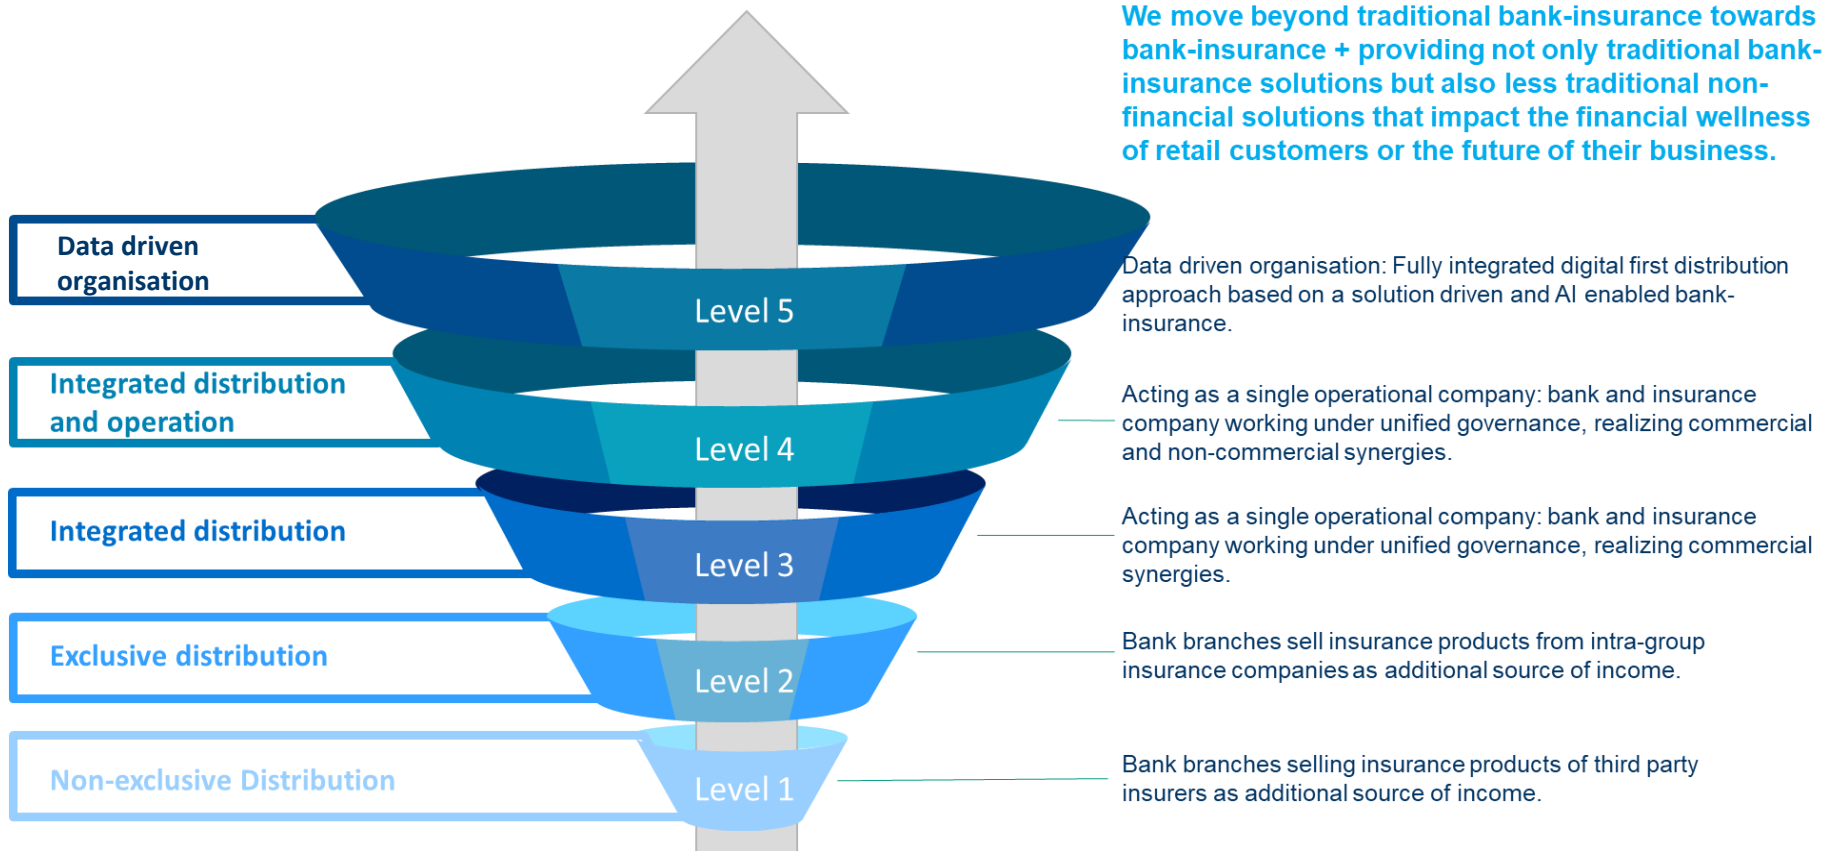 We move beyond traditional bank-insurance towards
bank-insurance + providing not only traditional bank-
insurance solutions but also less traditional non-
financial solutions that impact the financial wellness
of retail customers or the future of their business.
Data driven
organisation
Level 5
Data driven organisation: Fully integrated digital first distribution
approach based on a solution driven and AI enabled bank-
insurance.
Integrated distribution
and operation
Level 4
Acting as a single operational company: bank and insurance
company working under unified governance, realizing commercial
and non-commercial synergies.
Integrated distribution
Level 3
Acting as a single operational company: bank and insurance
company working under unified governance, realizing commercial
synergies.
Exclusive distribution
Level 2
Bank branches sell insurance products from intra-group
insurance companies as additional source of income.
Non-exclusive Distribution
Level 1
Bank branches selling insurance products of third party
insurers as additional source of income.